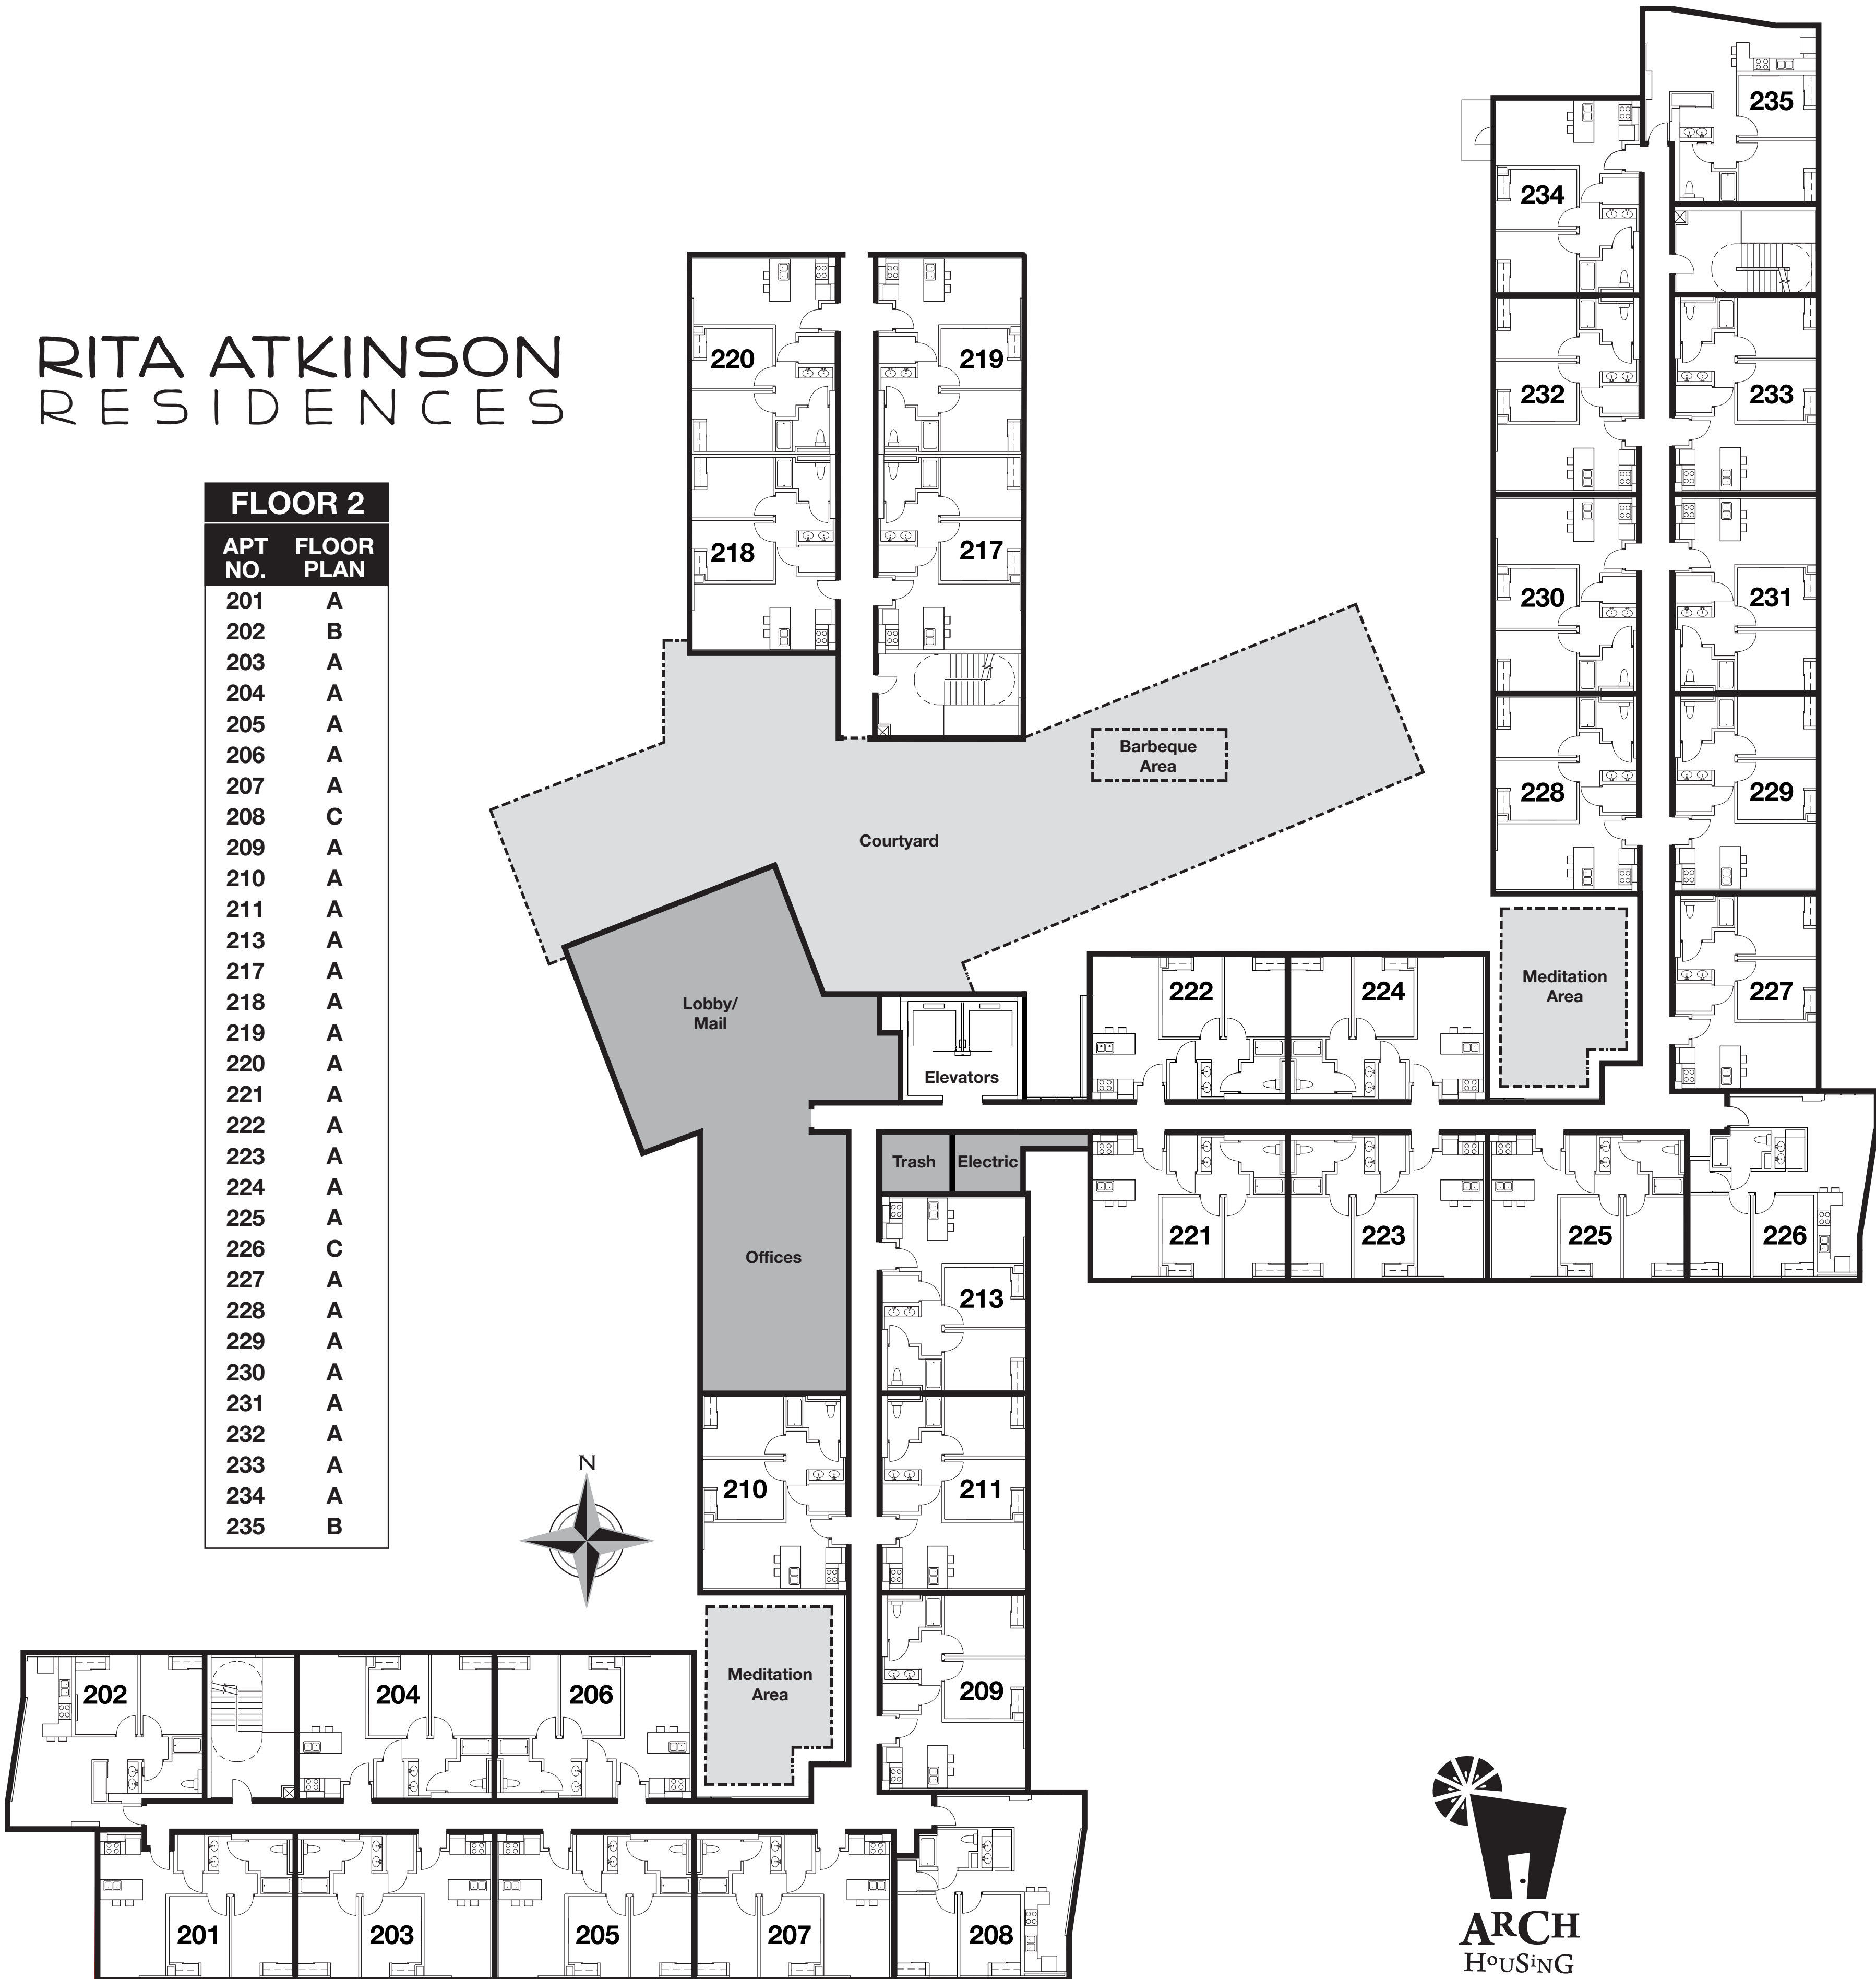 RITA ATKINSON
RESIDENCES
FLOOR 2
APT NO. FLOOR PLAN
201 A
202 B
203 A
204 A
205 A
206 A
207 A
208 C
209 A
210 A
211 A
213 A
217 A
218 A
219 A
220 A
221 A
222 A
223 A
224 A
225 A
226 C
227 A
228 A
229 A
230 A
231 A
232 A
233 A
234 A
235 B
235
234
220
219
232
233
218
217
230
231
Barbeque
Area
228
229
Courtyard
Meditation
Area
222
224
227
Lobby/
Mail
Elevators
Trash
Electric
221
223
225
226
Offices
213
N
210
211
Meditation
Area
209
202
204
206
201
203
205
207
208
ARCH
HoUSiNG